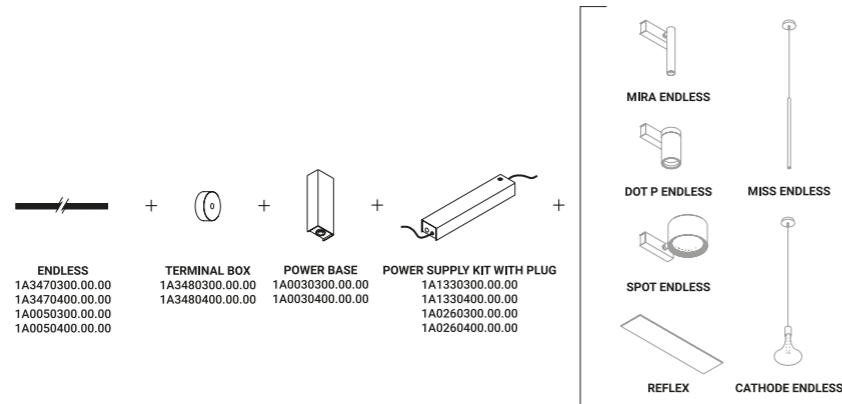 ENDLESS
1A3470300.00.00
1A3470400.00.00
1A0050300.00.00
1A0050400.00.00
+
TERMINAL BOX
1A3480300.00.00
1A3480400.00.00
+
POWER BASE
1A0030300.00.00
1A0030400.00.00
+
POWER SUPPLY KIT WITH PLUG
1A1330300.00.00
1A1330400.00.00
1A0260300.00.00
1A0260400.00.00
+
MIRA ENDLESS
DOT P ENDLESS
MISS ENDLESS
SPOT ENDLESS
REFLEX
CATHODE ENDLESS